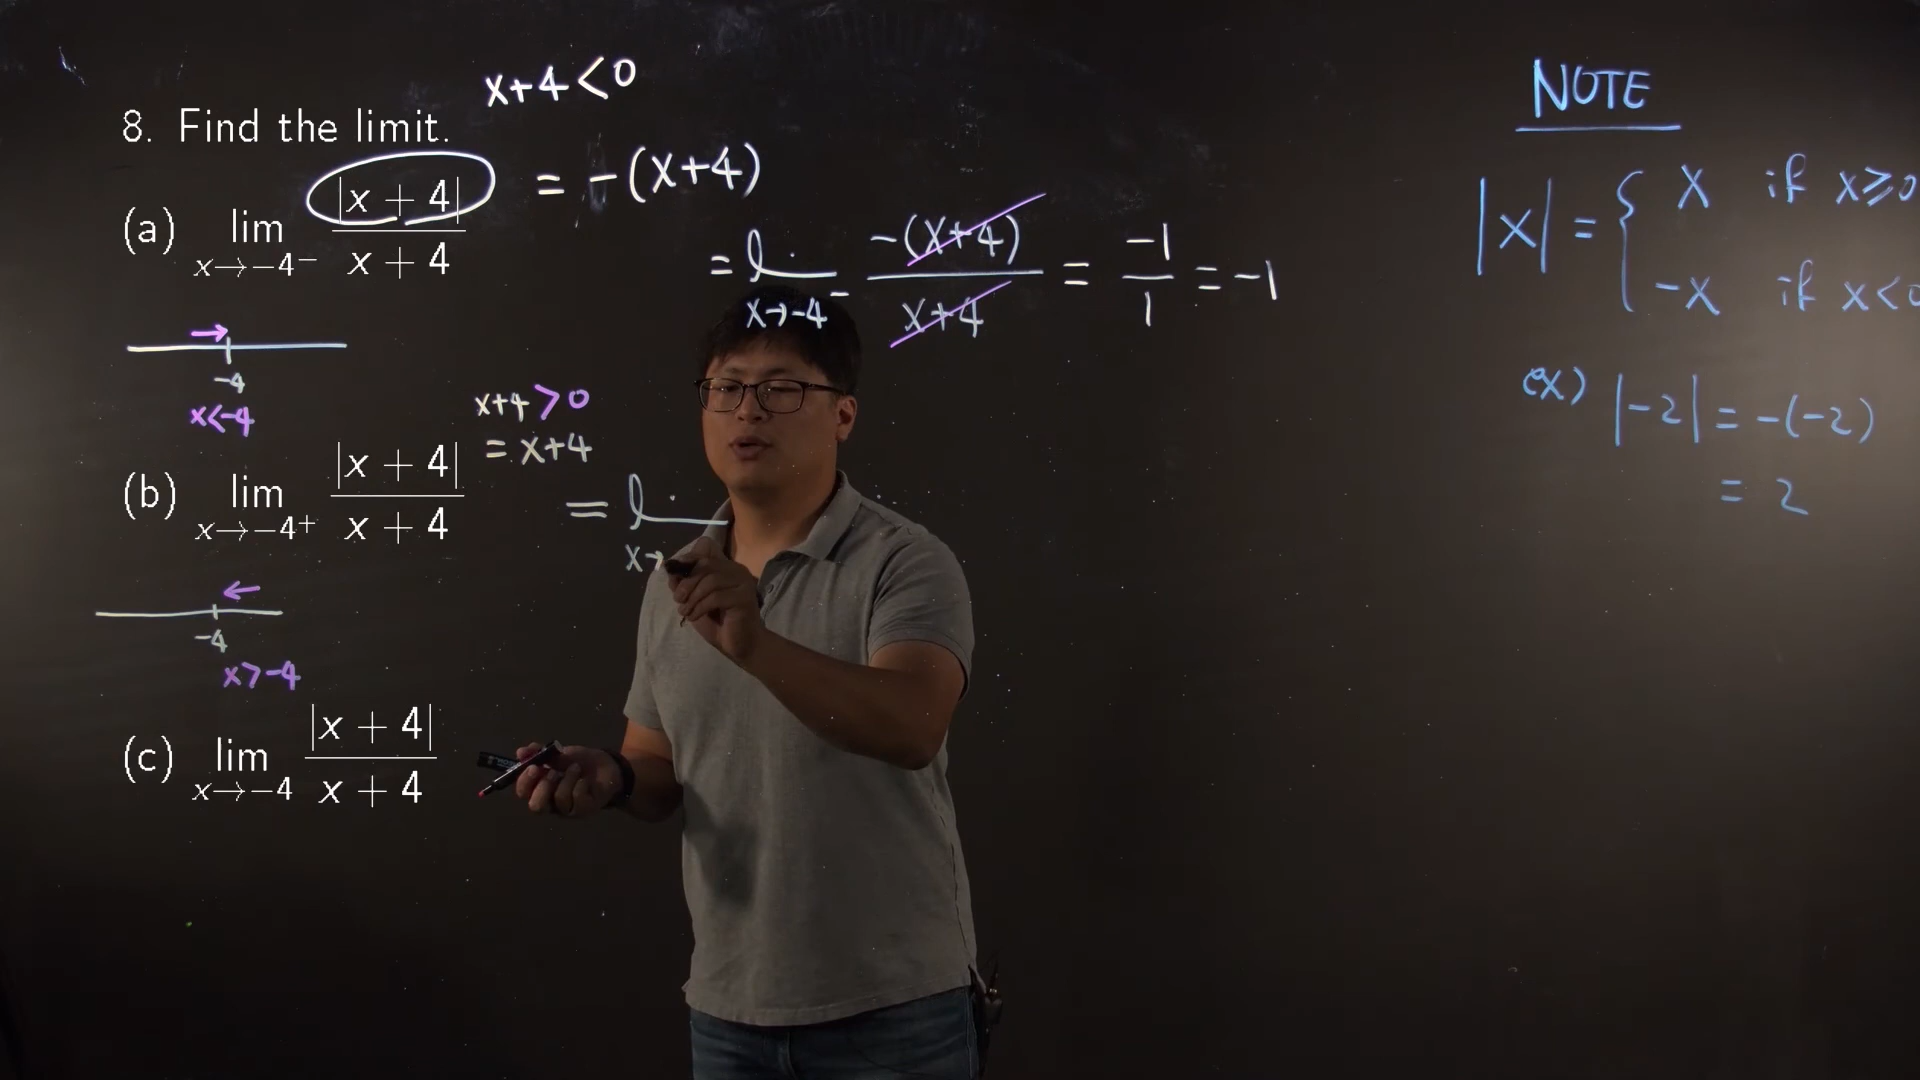 8. Find the limit.
x+4<0
(a) lim x→-4⁻ |x + 4| / x + 4
= -(x+4)
= lim x→-4⁻ -(x+4) / x+4 = -1 / 1 = -1
-4
x<-4
x+4 >0
= x+4
(b) lim x→-4⁺ |x + 4| / x + 4
= lim x→
-4
x>-4
(c) lim x→-4 |x + 4| / x + 4
NOTE
|x| = { x if x≥0
-x if x<0
ex) |-2| = -(-2)
= 2